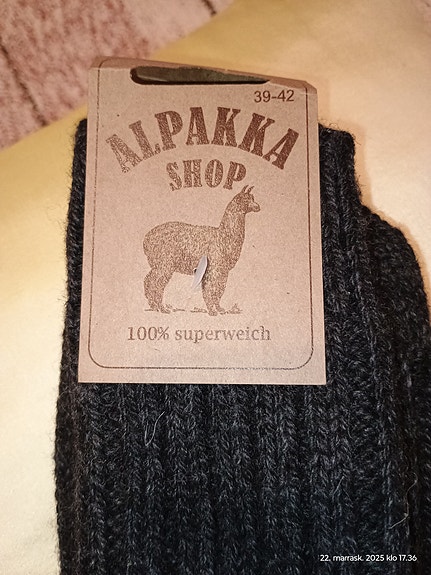 39-42
ALPAKKA
SHOP
100% superweich
22. marrask. 2025 klo 17.36